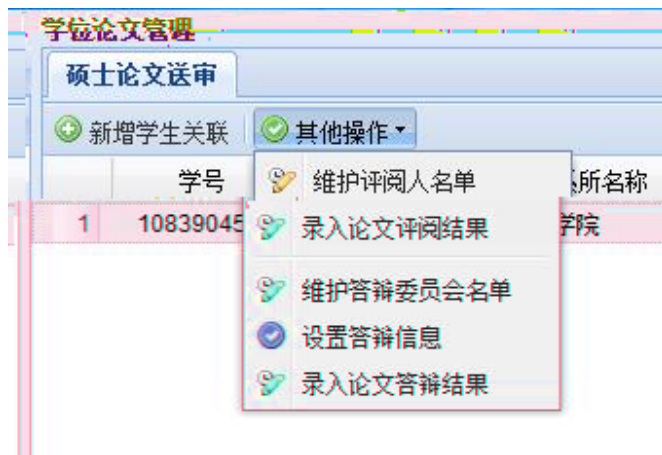 学位论文管理
硕士论文送审
新增学生关联 其他操作
学号 所名称
1 10839045 学院
维护评阅人名单
录入论文评阅结果
维护答辩委员会名单
设置答辩信息
录入论文答辩结果